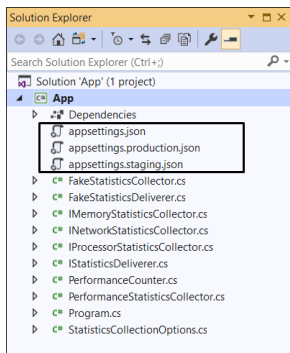 Solution Explorer
Search Solution Explorer (Ctrl+;)
Solution 'App' (1 project)
C# App
Dependencies
appsettings.json
appsettings.production.json
appsettings.staging.json
C# FakeStatisticsCollector.cs
C# FakeStatisticsDeliverer.cs
C# IMemoryStatisticsCollector.cs
C# INetworkStatisticsCollector.cs
C# IProcessorStatisticsCollector.cs
C# IStatisticsDeliverer.cs
C# PerformanceCounter.cs
C# PerformanceStatisticsCollector.cs
C# Program.cs
C# StatisticsCollectionOptions.cs